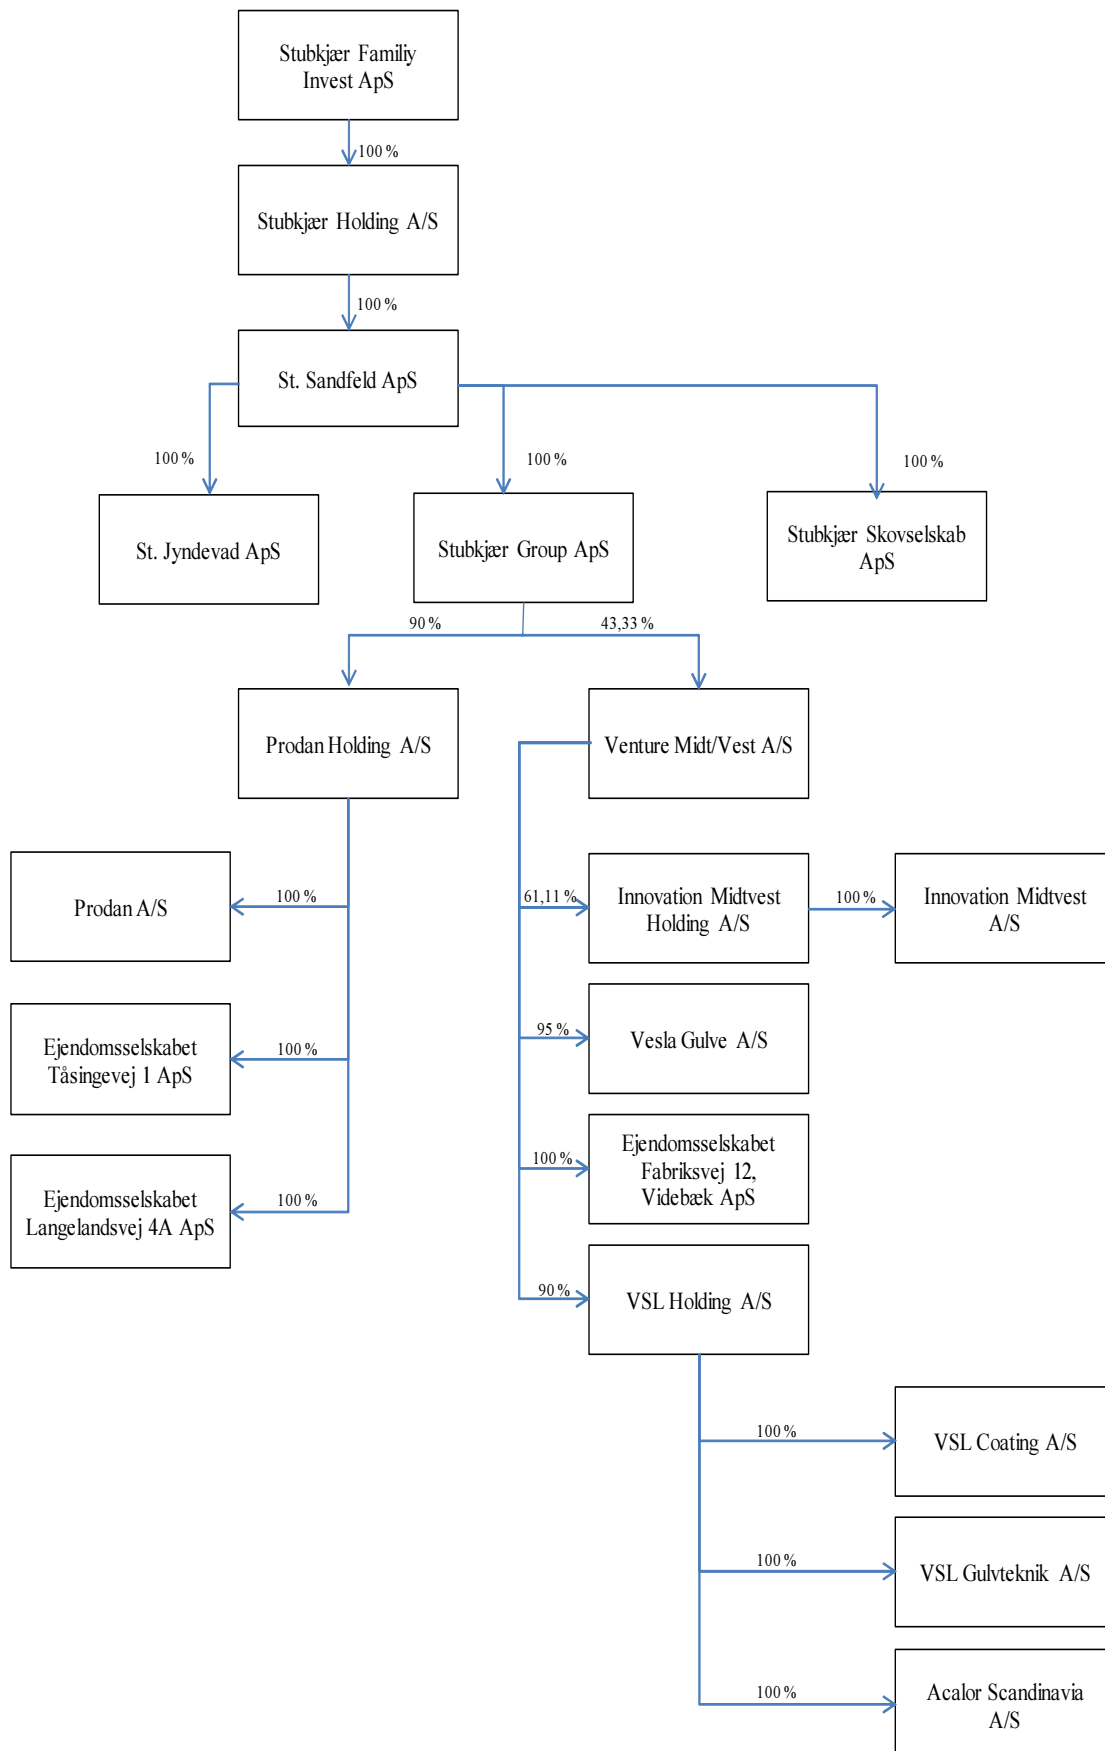 Stubkjær Familiy
Invest ApS
100 %
Stubkjær Holding A/S
100 %
St. Sandfeld ApS
100 %
100 %
100 %
St. Jyndevad ApS
Stubkjær Group ApS
Stubkjær Skovselskab
ApS
90 %
43,33 %
Prodan Holding A/S
Venture Midt/Vest A/S
Prodan A/S
100 %
61,11 %
Innovation Midtvest
Holding A/S
100 %
Innovation Midtvest
A/S
Ejendomsselskabet
Tåsingevej 1 ApS
100 %
95 %
Vesla Gulve A/S
Ejendomsselskabet
Langelandsvej 4A ApS
100 %
100 %
Ejendomsselskabet
Fabriksvej 12,
Videbæk ApS
90 %
VSL Holding A/S
100 %
VSL Coating A/S
100 %
VSL Gulvteknik A/S
100 %
Acalor Scandinavia
A/S